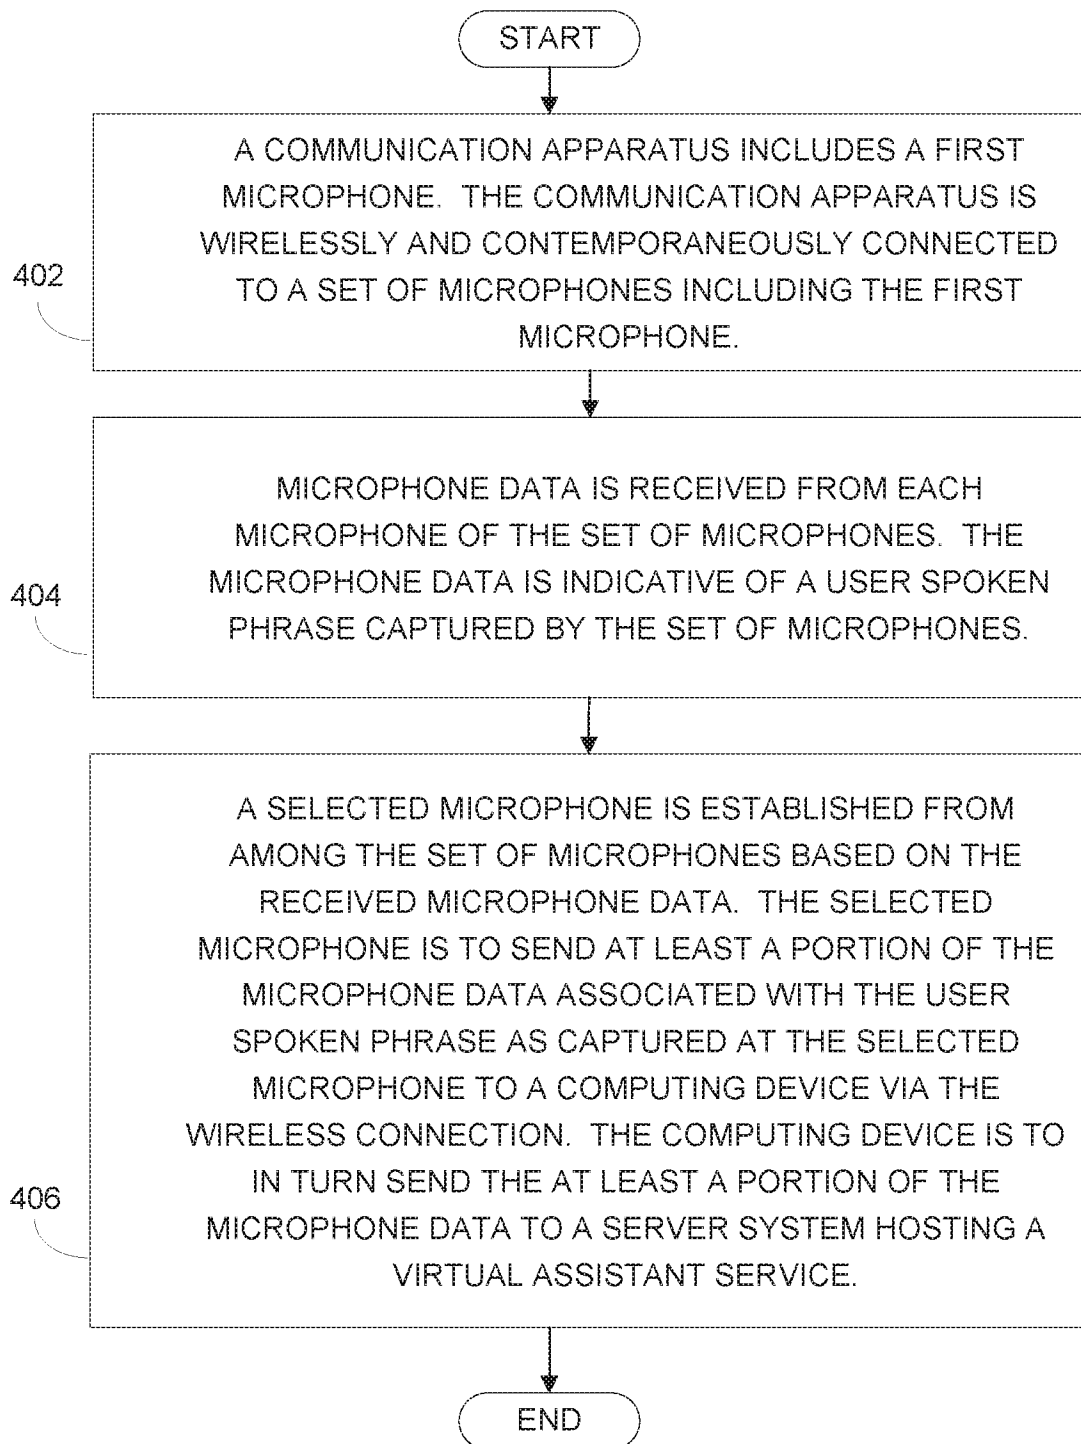 START
A COMMUNICATION APPARATUS INCLUDES A FIRST
MICROPHONE. THE COMMUNICATION APPARATUS IS
WIRELESSLY AND CONTEMPORANEOUSLY CONNECTED
TO A SET OF MICROPHONES INCLUDING THE FIRST
MICROPHONE.
402
MICROPHONE DATA IS RECEIVED FROM EACH
MICROPHONE OF THE SET OF MICROPHONES. THE
MICROPHONE DATA IS INDICATIVE OF A USER SPOKEN
PHRASE CAPTURED BY THE SET OF MICROPHONES.
404
A SELECTED MICROPHONE IS ESTABLISHED FROM
AMONG THE SET OF MICROPHONES BASED ON THE
RECEIVED MICROPHONE DATA. THE SELECTED
MICROPHONE IS TO SEND AT LEAST A PORTION OF THE
MICROPHONE DATA ASSOCIATED WITH THE USER
SPOKEN PHRASE AS CAPTURED AT THE SELECTED
MICROPHONE TO A COMPUTING DEVICE VIA THE
WIRELESS CONNECTION. THE COMPUTING DEVICE IS TO
IN TURN SEND THE AT LEAST A PORTION OF THE
MICROPHONE DATA TO A SERVER SYSTEM HOSTING A
VIRTUAL ASSISTANT SERVICE.
406
END